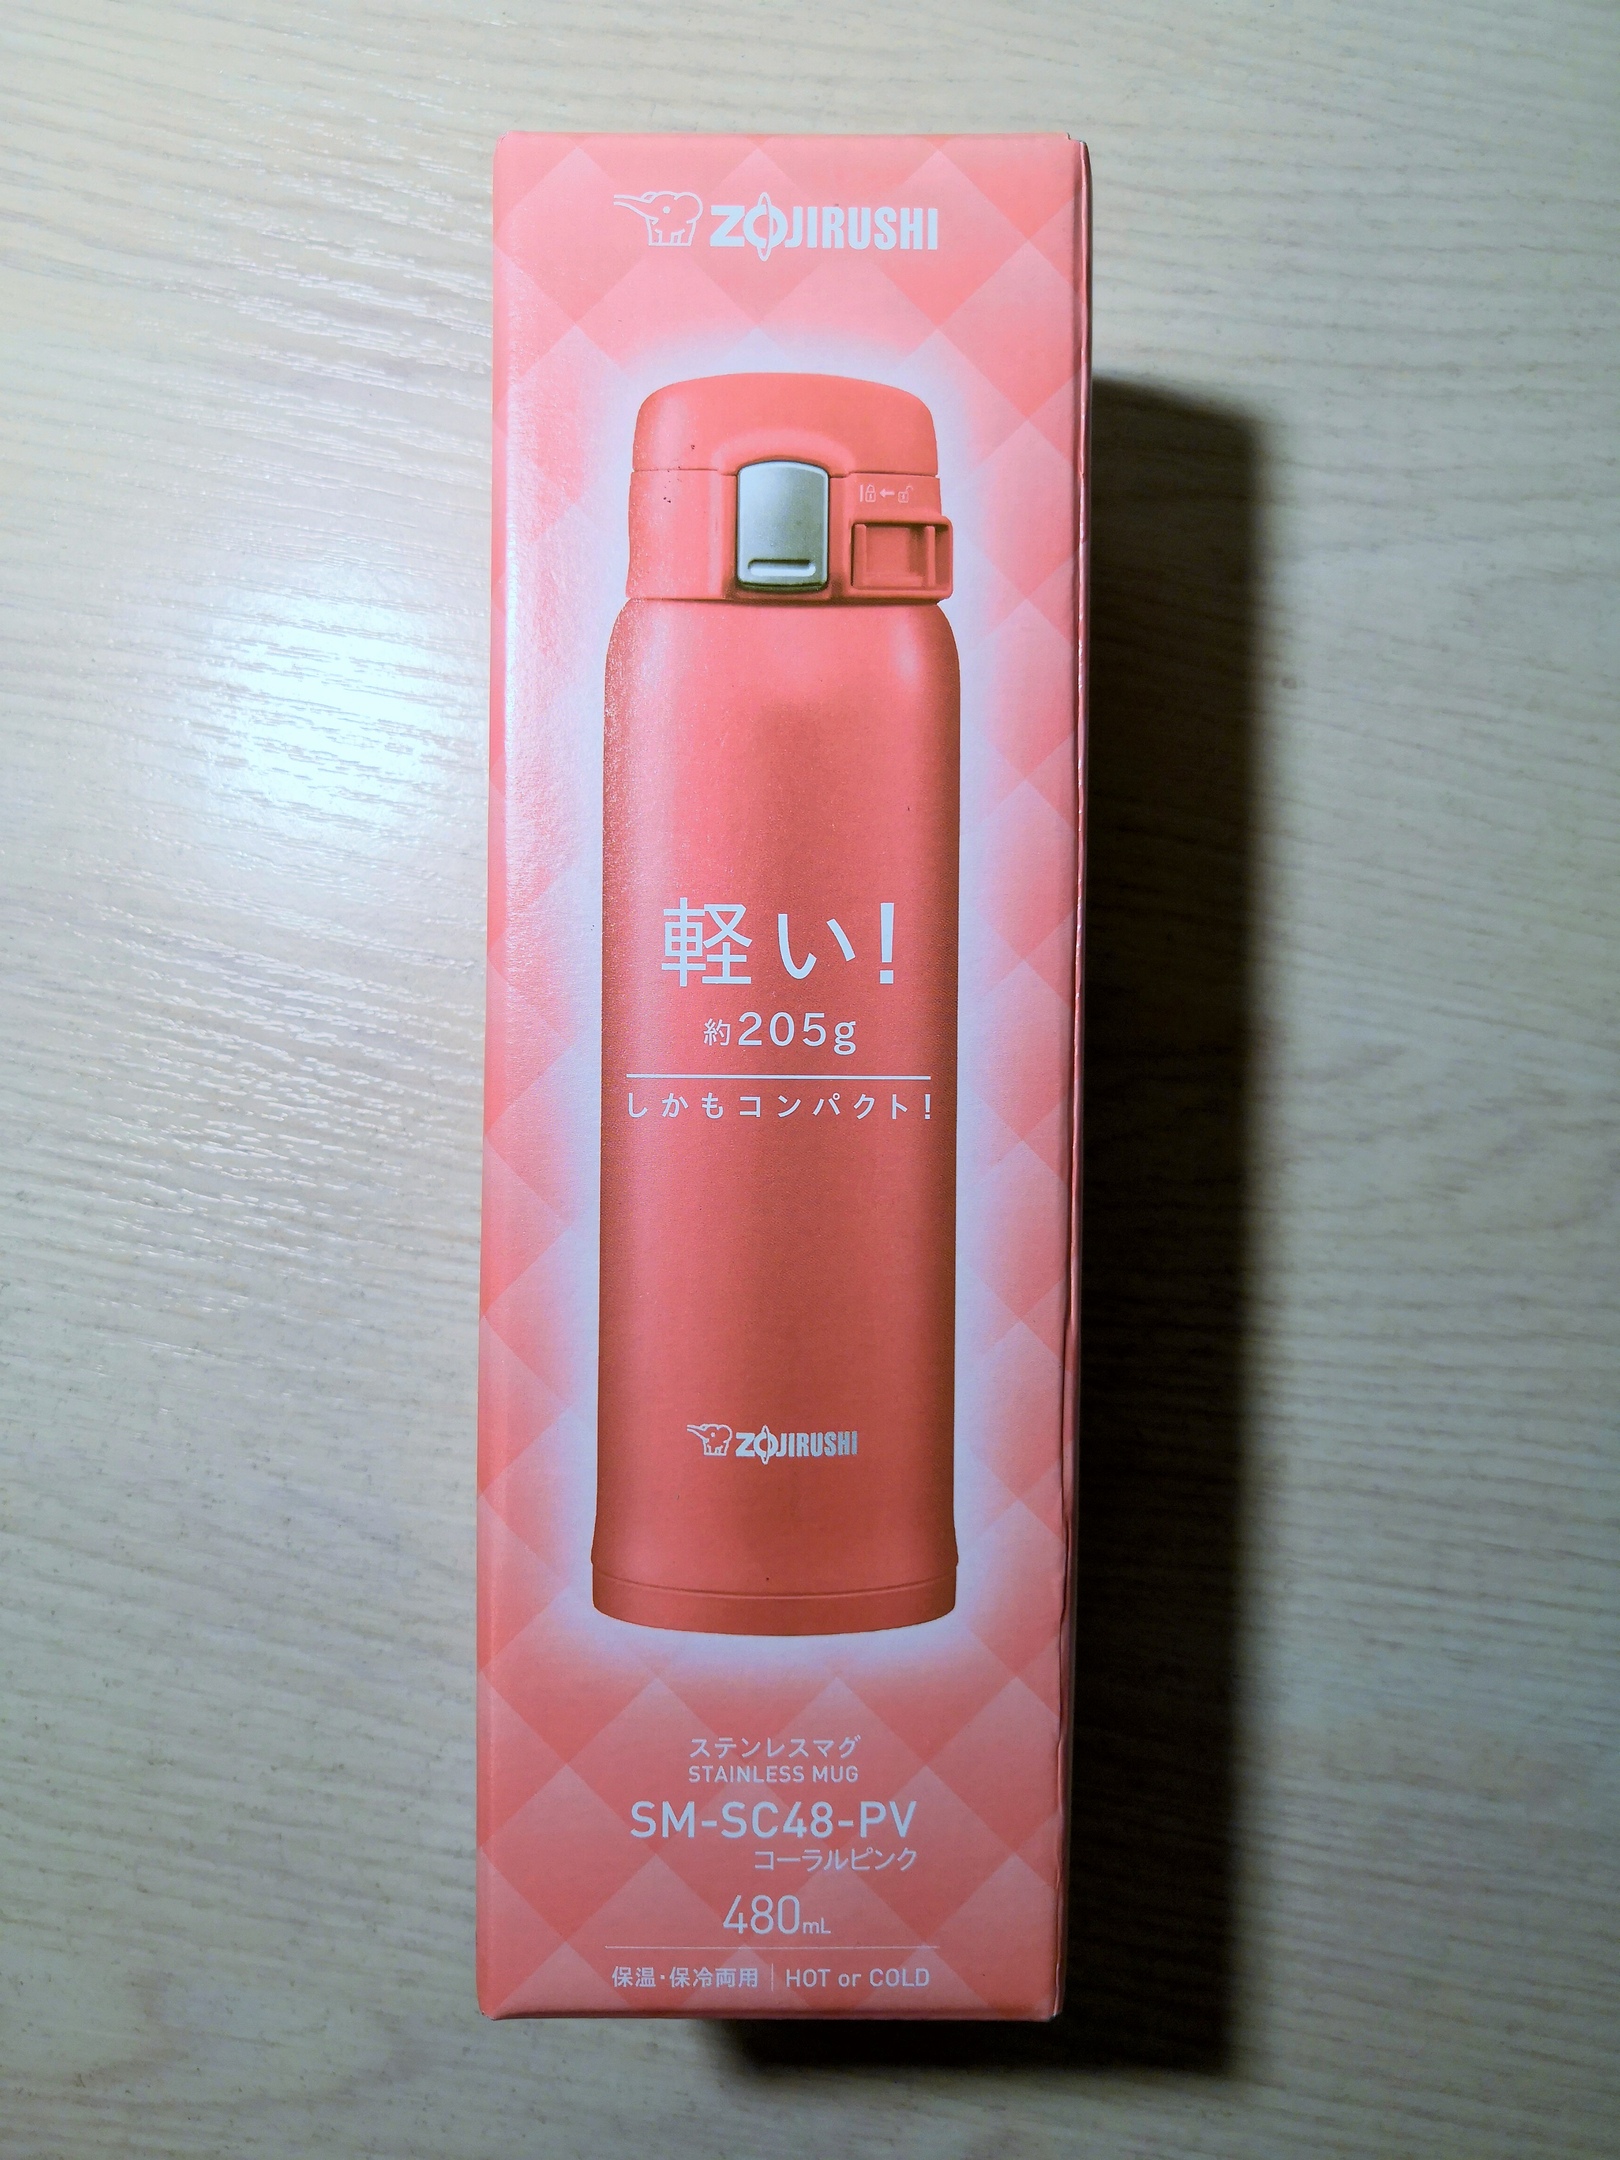 ZOJIRUSHI
軽い!
約205g
しかもコンパクト!
ZOJIRUSHI
ステンレスマグ
STAINLESS MUG
SM-SC48-PV
コーラルピンク
480mL
保温・保冷両用 | HOT or COLD